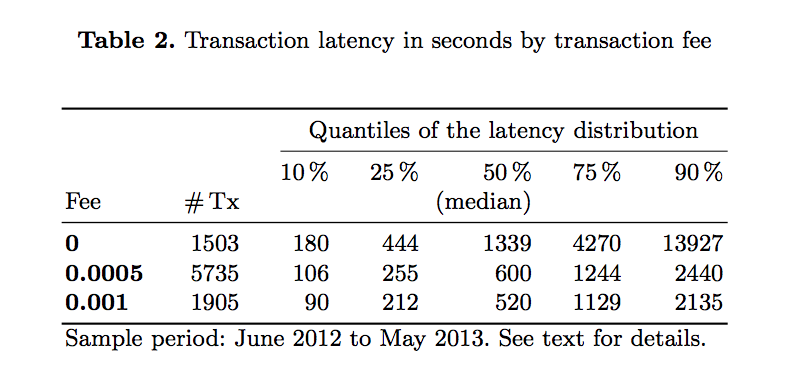 Table 2. Transaction latency in seconds by transaction fee
Quantiles of the latency distribution
10 % 25 % 50 % 75 % 90 %
Fee # Tx (median)
0 1503 180 444 1339 4270 13927
0.0005 5735 106 255 600 1244 2440
0.001 1905 90 212 520 1129 2135
Sample period: June 2012 to May 2013. See text for details.